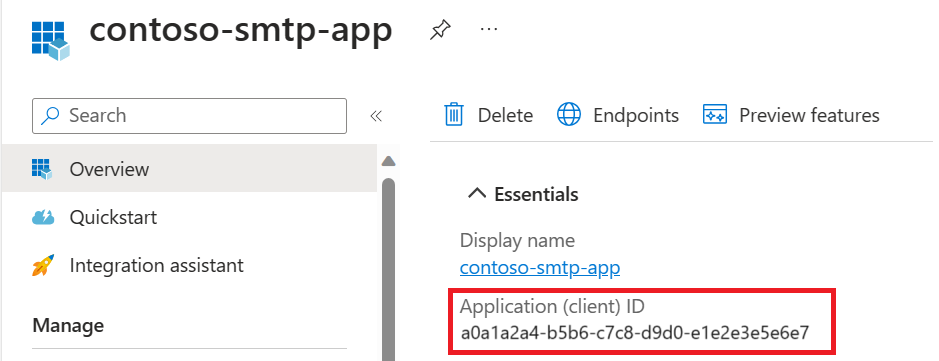 contoso-smtp-app
Search
Overview
Quickstart
Integration assistant
Manage
Delete
Endpoints
Preview features
Essentials
Display name
contoso-smtp-app
Application (client) ID
a0a1a2a4-b5b6-c7c8-d9d0-e1e2e3e5e6e7